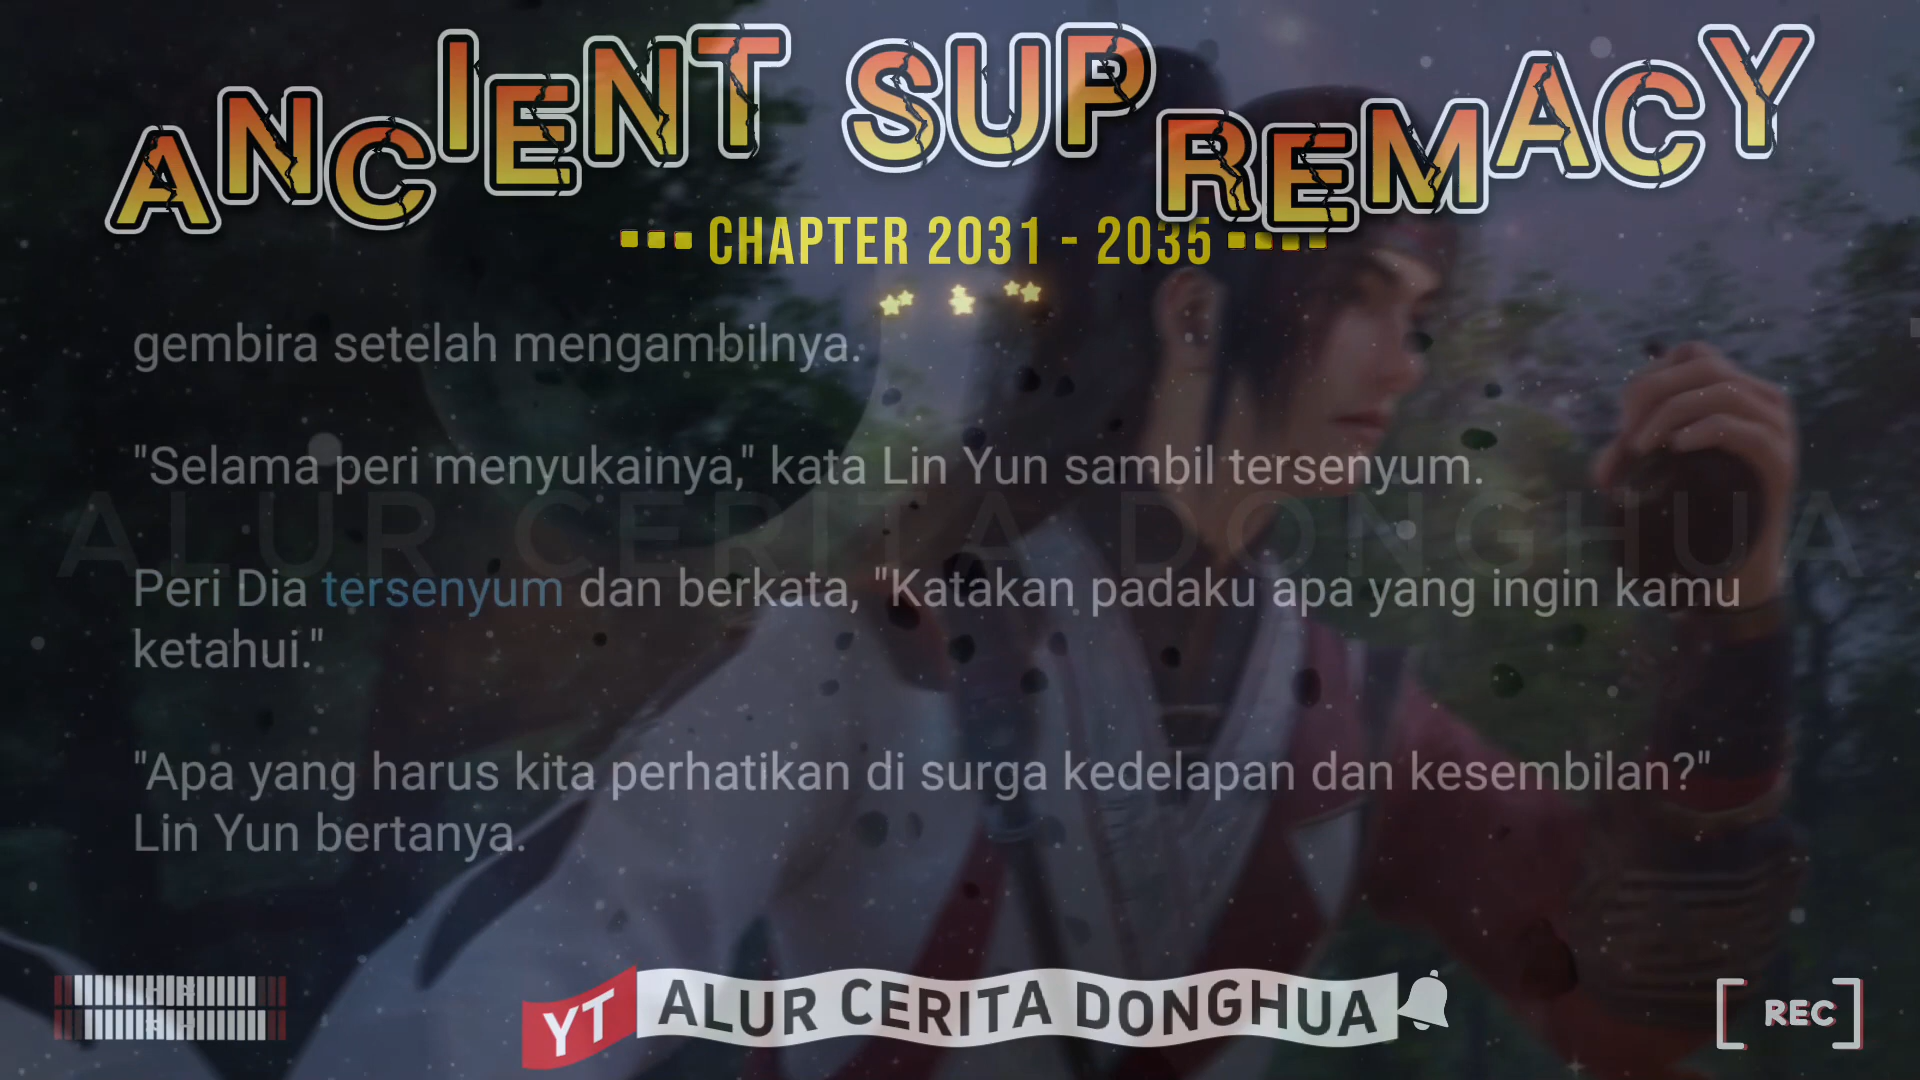 ANCIENT SUPREMACY
CHAPTER 2031 - 2035
gembira setelah mengambilnya.
"Selama peri menyukainya," kata Lin Yun sambil tersenyum.
ALUR CERITA DONGHUA
Peri Dia tersenyum dan berkata, "Katakan padaku apa yang ingin kamu
ketahui."
"Apa yang harus kita perhatikan di surga kedelapan dan kesembilan?"
Lin Yun bertanya.
YT ALUR CERITA DONGHUA
REC